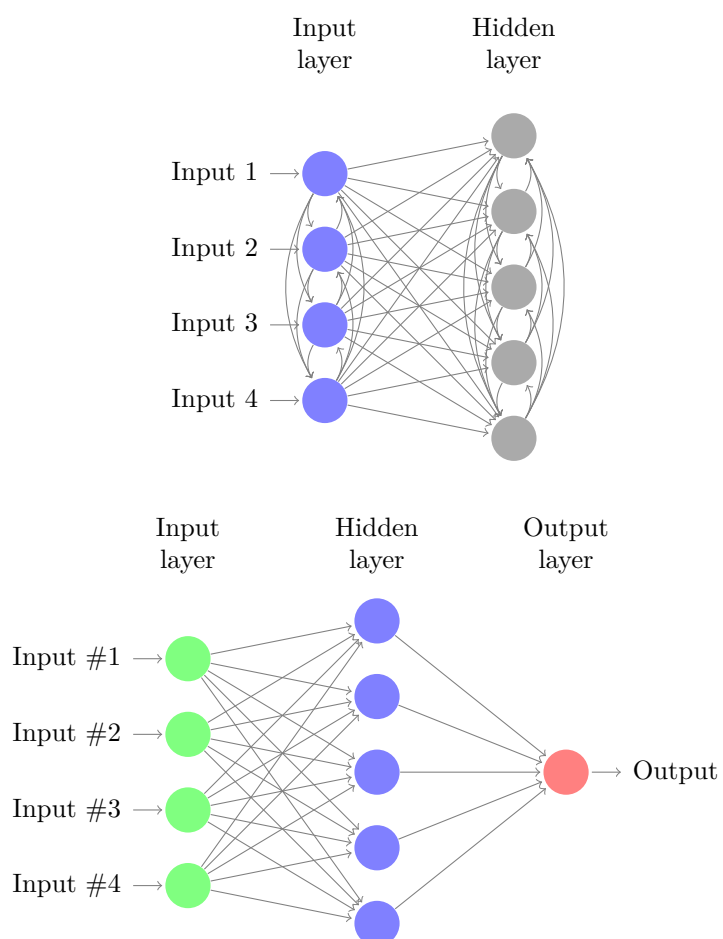 Input
layer
Hidden
layer
Input 1
Input 2
Input 3
Input 4
Input
layer
Hidden
layer
Output
layer
Input #1
Input #2
Input #3
Input #4
Output